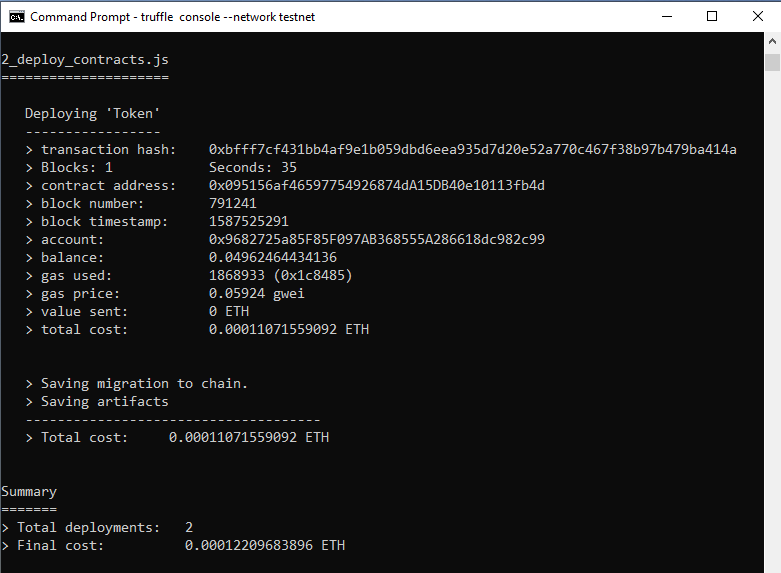 Command Prompt - truffle  console --network testnet
2_deploy_contracts.js
=====================
Deploying 'Token'
-----------------
> transaction hash:    0xbfff7cf431bb4af9e1b059dbd6eea935d7d20e52a770c467f38b97b479ba414a
> Blocks: 1            Seconds: 35
> contract address:    0x095156af46597754926874dA15DB40e10113fb4d
> block number:        791241
> block timestamp:     1587525291
> account:             0x9682725a85F85F097AB368555A286618dc982c99
> balance:             0.04962464434136
> gas used:            1868933 (0x1c8485)
> gas price:           0.05924 gwei
> value sent:          0 ETH
> total cost:          0.00011071559092 ETH
> Saving migration to chain.
> Saving artifacts
-------------------------------------
> Total cost:     0.00011071559092 ETH
Summary
=======
> Total deployments:   2
> Final cost:          0.00012209683896 ETH